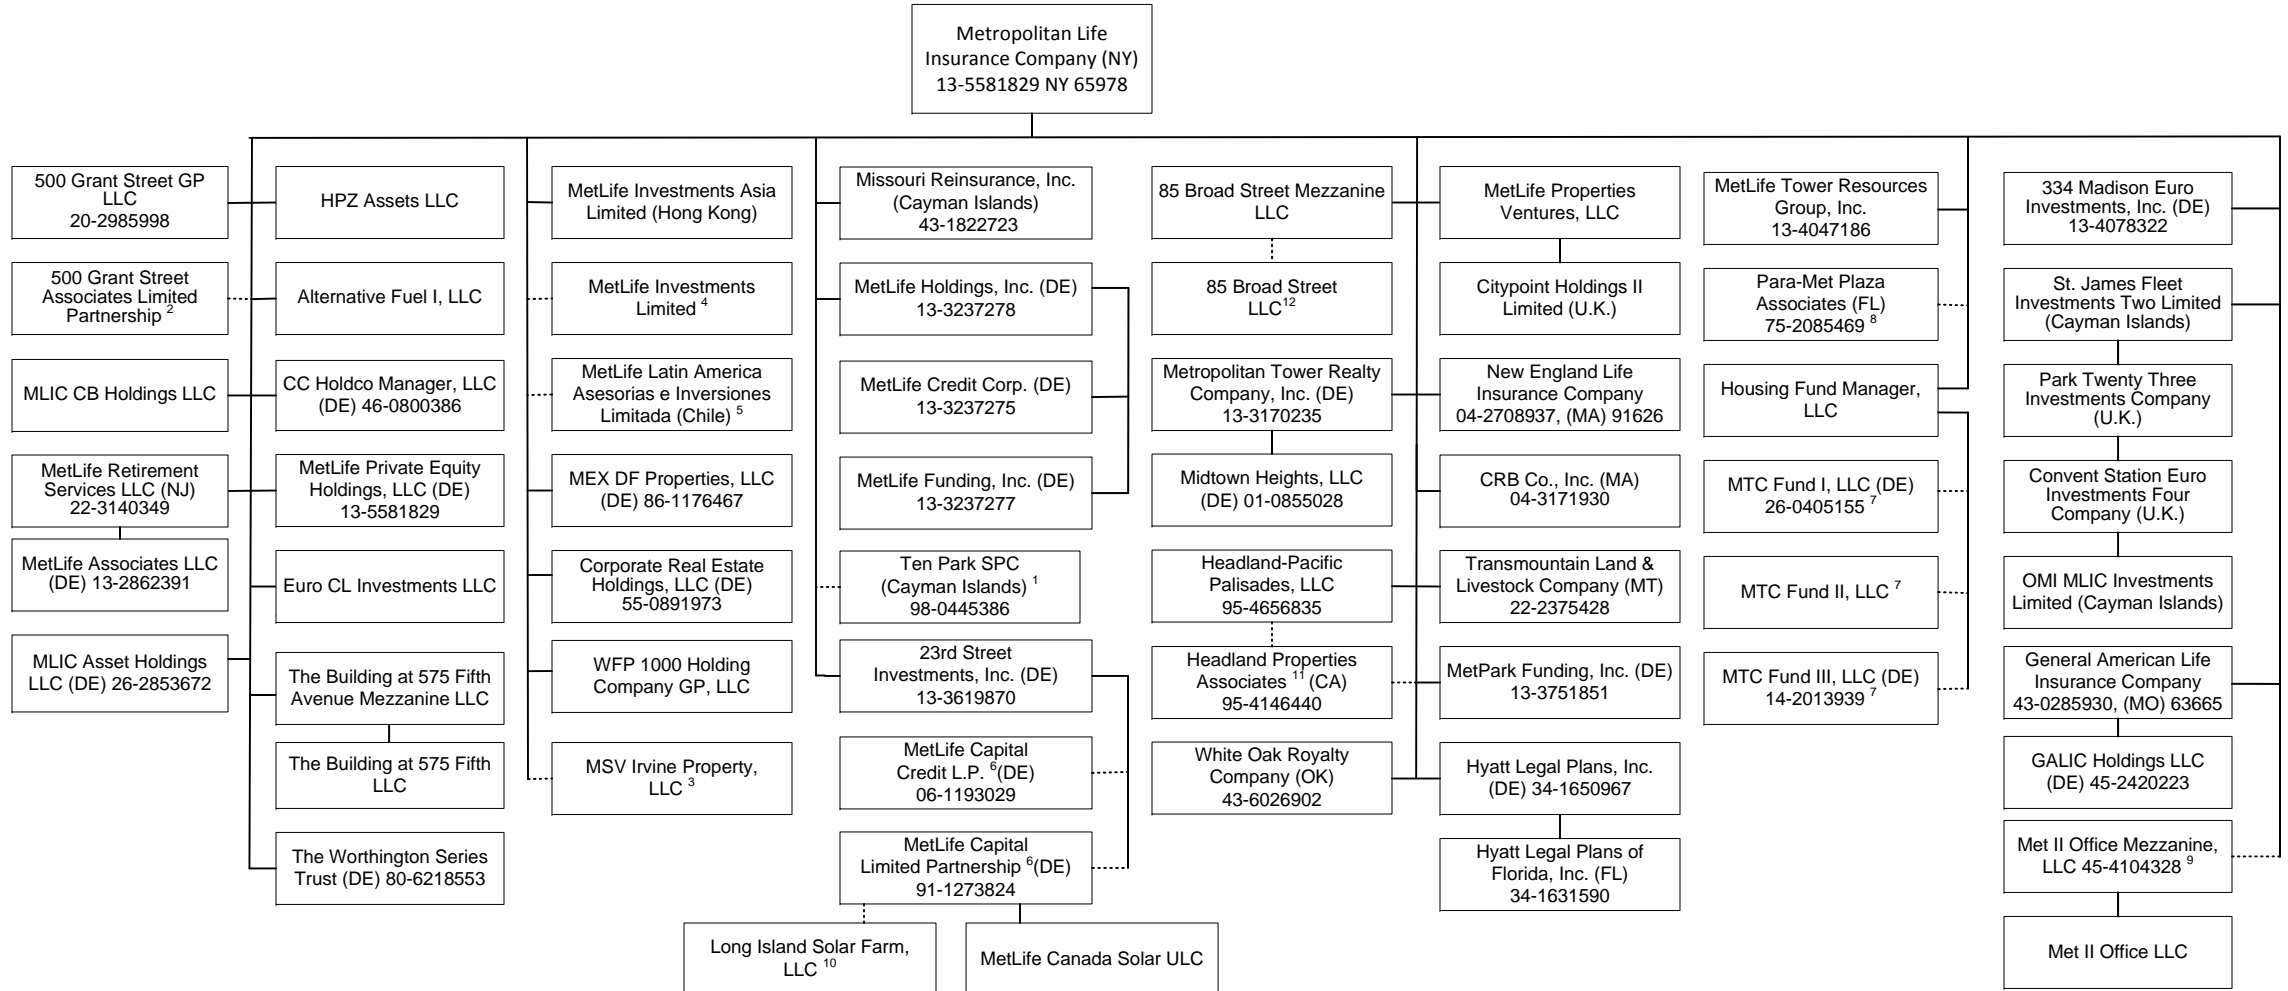 Metropolitan Life
Insurance Company (NY)
13-5581829 NY 65978
500 Grant Street GP
LLC
20-2985998
500 Grant Street
Associates Limited
Partnership 2
MLIC CB Holdings LLC
MetLife Retirement
Services LLC (NJ)
22-3140349
MetLife Associates LLC
(DE) 13-2862391
MLIC Asset Holdings
LLC (DE) 26-2853672
HPZ Assets LLC
Alternative Fuel I, LLC
CC Holdco Manager, LLC
(DE) 46-0800386
MetLife Private Equity
Holdings, LLC (DE)
13-5581829
Euro CL Investments LLC
The Building at 575 Fifth
Avenue Mezzanine LLC
The Building at 575 Fifth
LLC
The Worthington Series
Trust (DE) 80-6218553
MetLife Investments Asia
Limited (Hong Kong)
MetLife Investments
Limited 4
MetLife Latin America
Asesorias e Inversiones
Limitada (Chile) 5
MEX DF Properties, LLC
(DE) 86-1176467
Corporate Real Estate
Holdings, LLC (DE)
55-0891973
WFP 1000 Holding
Company GP, LLC
MSV Irvine Property,
LLC 3
Missouri Reinsurance, Inc.
(Cayman Islands)
43-1822723
MetLife Holdings, Inc. (DE)
13-3237278
MetLife Credit Corp. (DE)
13-3237275
MetLife Funding, Inc. (DE)
13-3237277
Ten Park SPC
(Cayman Islands) 1
98-0445386
23rd Street
Investments, Inc. (DE)
13-3619870
MetLife Capital
Credit L.P. 6(DE)
06-1193029
MetLife Capital
Limited Partnership 6(DE)
91-1273824
Long Island Solar Farm,
LLC 10
MetLife Canada Solar ULC
85 Broad Street Mezzanine
LLC
85 Broad Street
LLC12
Metropolitan Tower Realty
Company, Inc. (DE)
13-3170235
Midtown Heights, LLC
(DE) 01-0855028
Headland-Pacific
Palisades, LLC
95-4656835
Headland Properties
Associates 11 (CA)
95-4146440
White Oak Royalty
Company (OK)
43-6026902
MetLife Properties
Ventures, LLC
Citypoint Holdings II
Limited (U.K.)
New England Life
Insurance Company
04-2708937, (MA) 91626
CRB Co., Inc. (MA)
04-3171930
Transmountain Land &
Livestock Company (MT)
22-2375428
MetPark Funding, Inc. (DE)
13-3751851
Hyatt Legal Plans, Inc.
(DE) 34-1650967
Hyatt Legal Plans of
Florida, Inc. (FL)
34-1631590
MetLife Tower Resources
Group, Inc.
13-4047186
Para-Met Plaza
Associates (FL)
75-2085469 8
Housing Fund Manager,
LLC
MTC Fund I, LLC (DE)
26-0405155 7
MTC Fund II, LLC 7
MTC Fund III, LLC (DE)
14-2013939 7
334 Madison Euro
Investments, Inc. (DE)
13-4078322
St. James Fleet
Investments Two Limited
(Cayman Islands)
Park Twenty Three
Investments Company
(U.K.)
Convent Station Euro
Investments Four
Company (U.K.)
OMI MLIC Investments
Limited (Cayman Islands)
General American Life
Insurance Company
43-0285930, (MO) 63665
GALIC Holdings LLC
(DE) 45-2420223
Met II Office Mezzanine,
LLC 45-4104328 9
Met II Office LLC